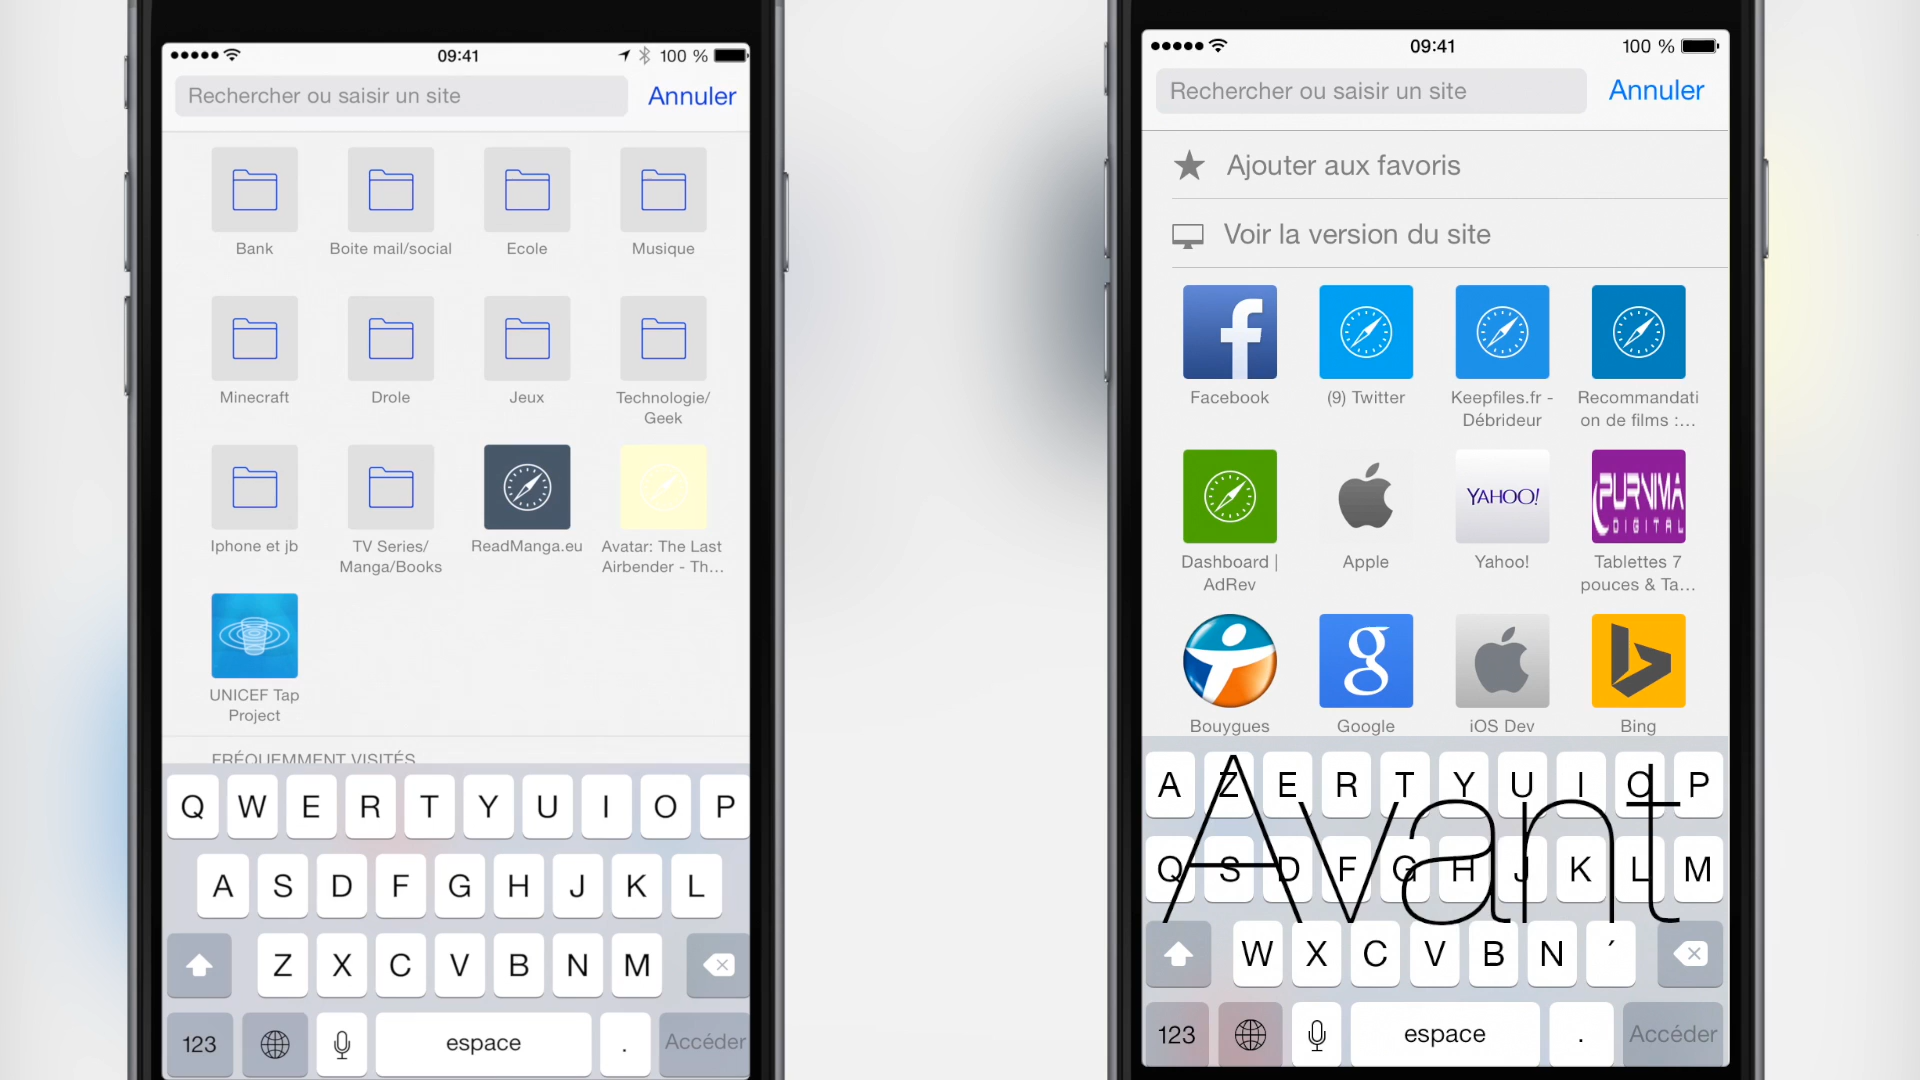 09:41
100 %
Rechercher ou saisir un site
Annuler
Bank
Boite mail/social
Ecole
Musique
Minecraft
Drole
Jeux
Technologie/
Geek
Iphone et jb
TV Series/
Manga/Books
ReadManga.eu
Avatar: The Last
Airbender - Th...
UNICEF Tap
Project
FRÉQUEMMENT VISITÉS
Q W E R T Y U I O P
A S D F G H J K L
Z X C V B N M
123
espace
.
Accéder
09:41
100 %
Rechercher ou saisir un site
Annuler
Ajouter aux favoris
Voir la version du site
f
Facebook
(9) Twitter
Keepfiles.fr -
Débrideur
Recommandati
on de films :...
Dashboard |
AdRev
Apple
YAHOO!
Yahoo!
PURNIMA
DIGITAL
Tablettes 7
pouces & Ta...
Bouygues
g
Google
iOS Dev
b
Bing
A Z E R T Y U I O P
Q S D F G H J K L M
Avant
W X C V B N ´
123
espace
.
Accéder